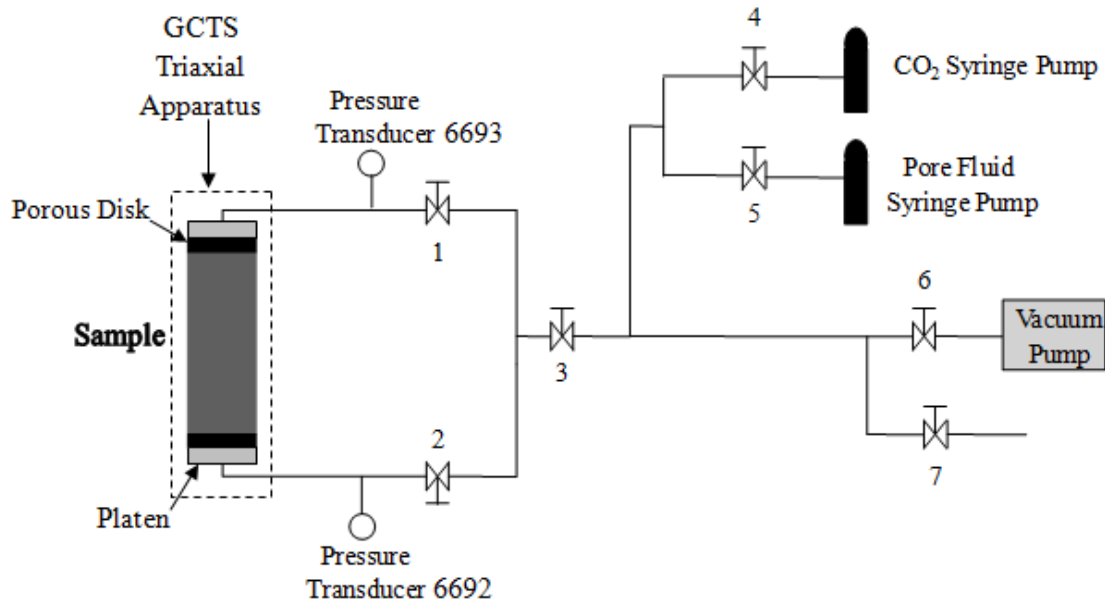 GCTS
Triaxial
Apparatus
Pressure
Transducer 6693
Porous Disk
1
Sample
2
Platen
Pressure
Transducer 6692
3
4
CO₂ Syringe Pump
5
Pore Fluid
Syringe Pump
6
Vacuum
Pump
7